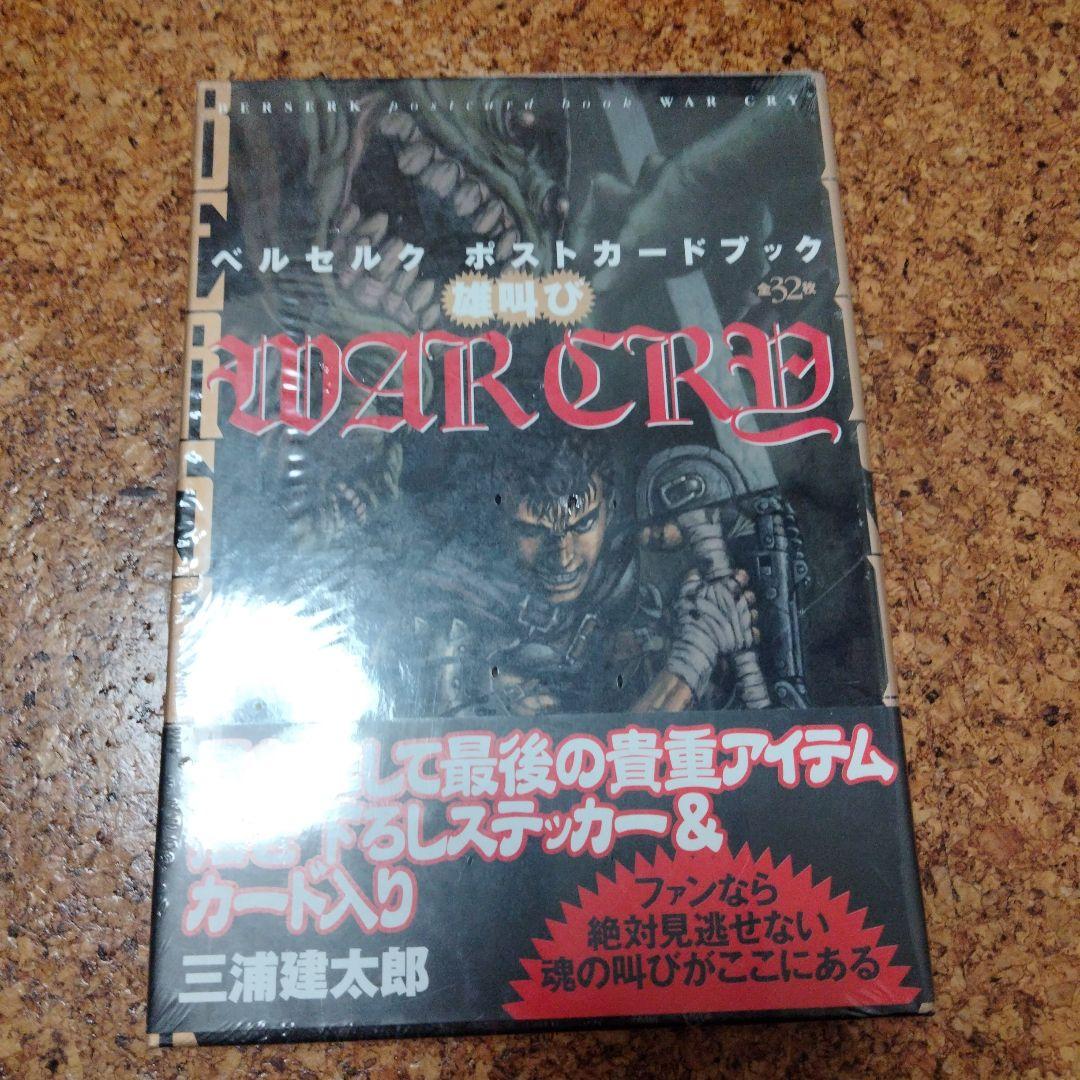 BERSERK postcard book WAR CRY
ベルセルク ポストカードブック
雄叫び
全32枚
WAR CRY
して最後の貴重アイテム
下ろしステッカー&
カード入り
三浦建太郎
ファンなら
絶対見逃せない
魂の叫びがここにある